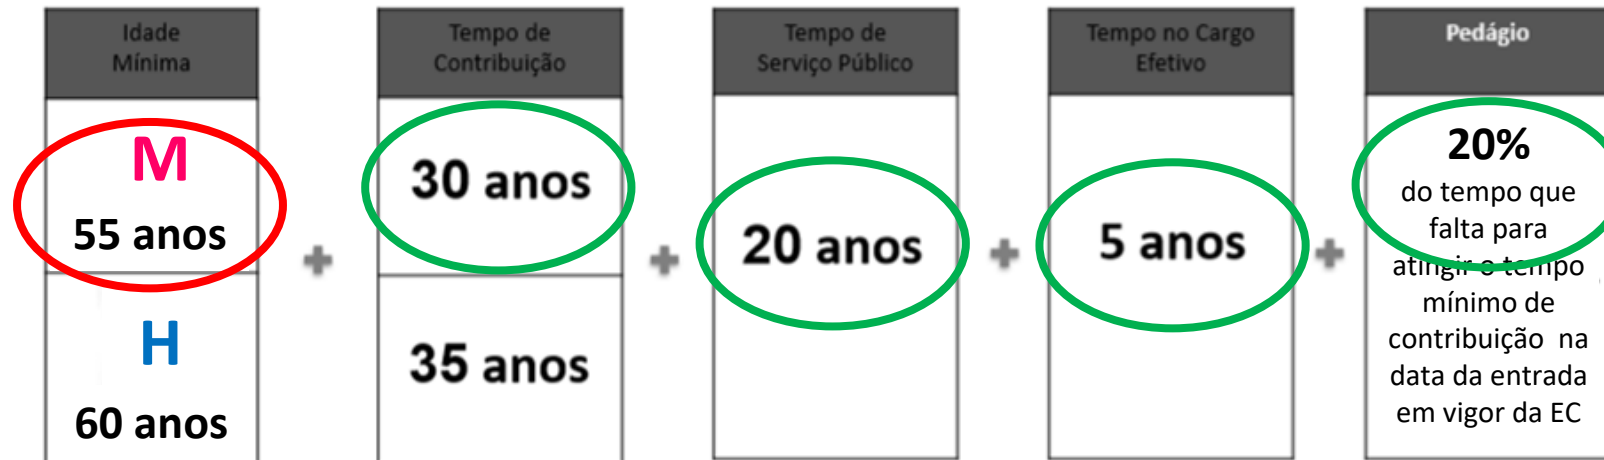 Idade
Mínima
M
55 anos
H
60 anos
Tempo de
Contribuição
30 anos
35 anos
Tempo de
Serviço Público
20 anos
Tempo no Cargo
Efetivo
5 anos
Pedágio
20%
do tempo que
falta para
atingir o tempo
mínimo de
contribuição na
data da entrada
em vigor da EC